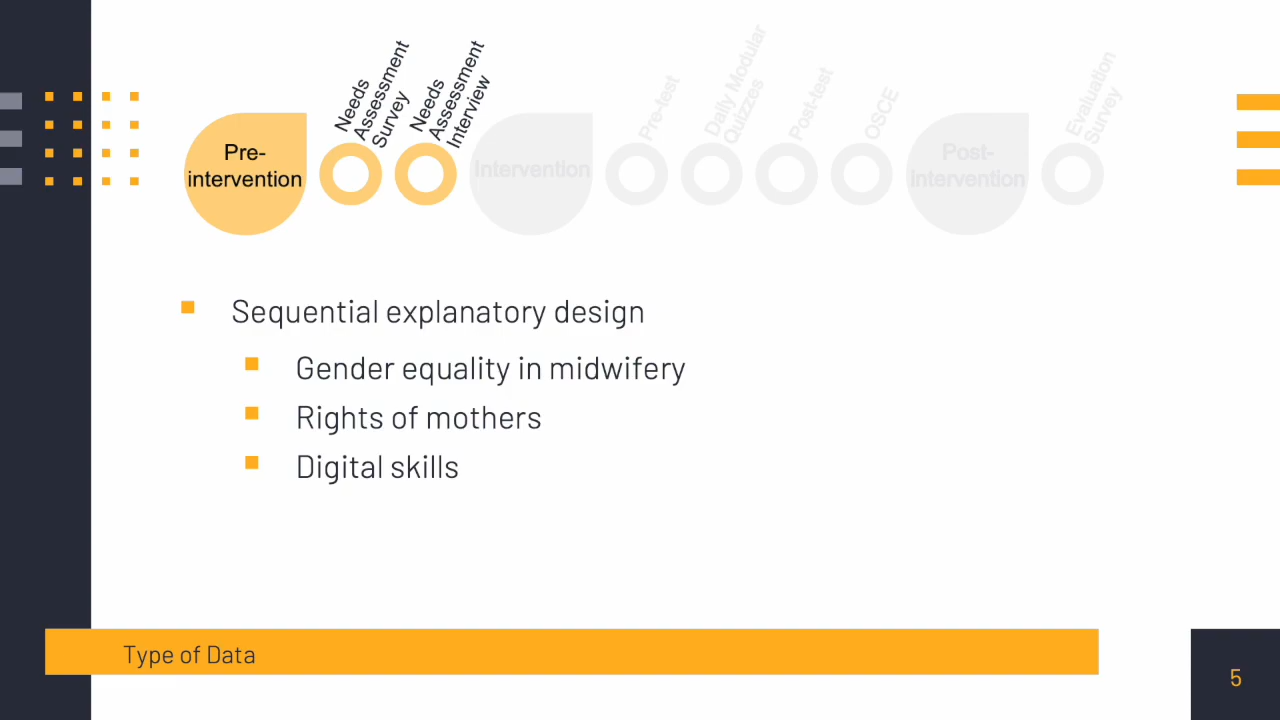 Pre-
intervention
Needs
Assessment
Survey
Needs
Assessment
Interview
Intervention
Pre-test
Daily Modular
Quizzes
Post-test
OSCE
Post-
Intervention
Evaluation
Survey
Sequential explanatory design
Gender equality in midwifery
Rights of mothers
Digital skills
Type of Data
5